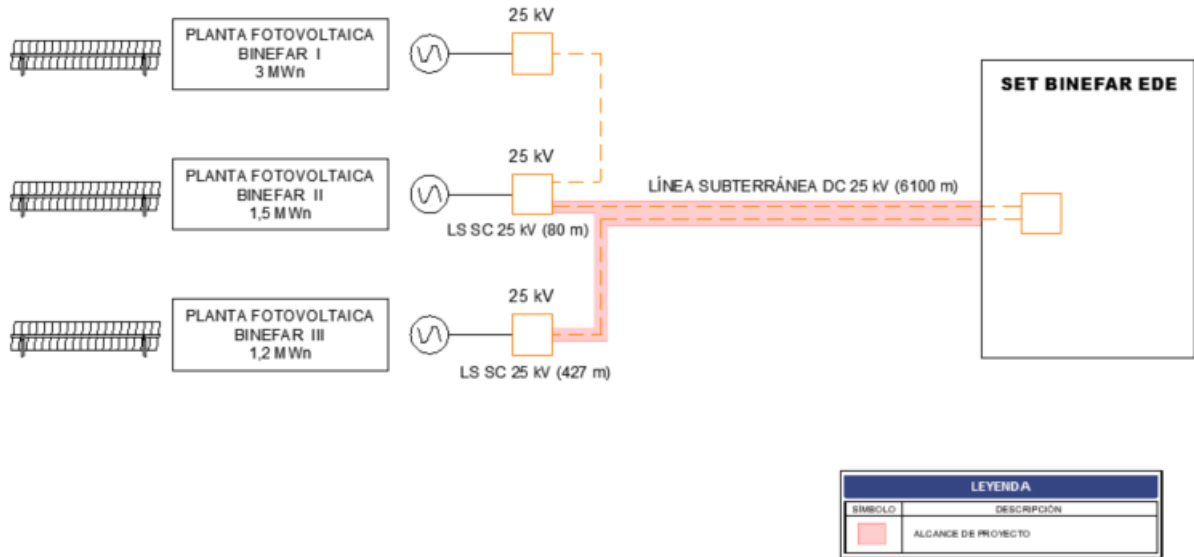 25 kV
PLANTA FOTOVOLTAICA
BINEFAR I
3 MWn
SET BINEFAR EDE
25 kV
PLANTA FOTOVOLTAICA
BINEFAR II
1,5 MWn
LÍNEA SUBTERRÁNEA DC 25 kV (6100 m)
LS SC 25 kV (80 m)
25 kV
PLANTA FOTOVOLTAICA
BINEFAR III
1,2 MWn
LS SC 25 kV (427 m)
LEYENDA
SÍMBOLO DESCRIPCIÓN
ALCANCE DE PROYECTO